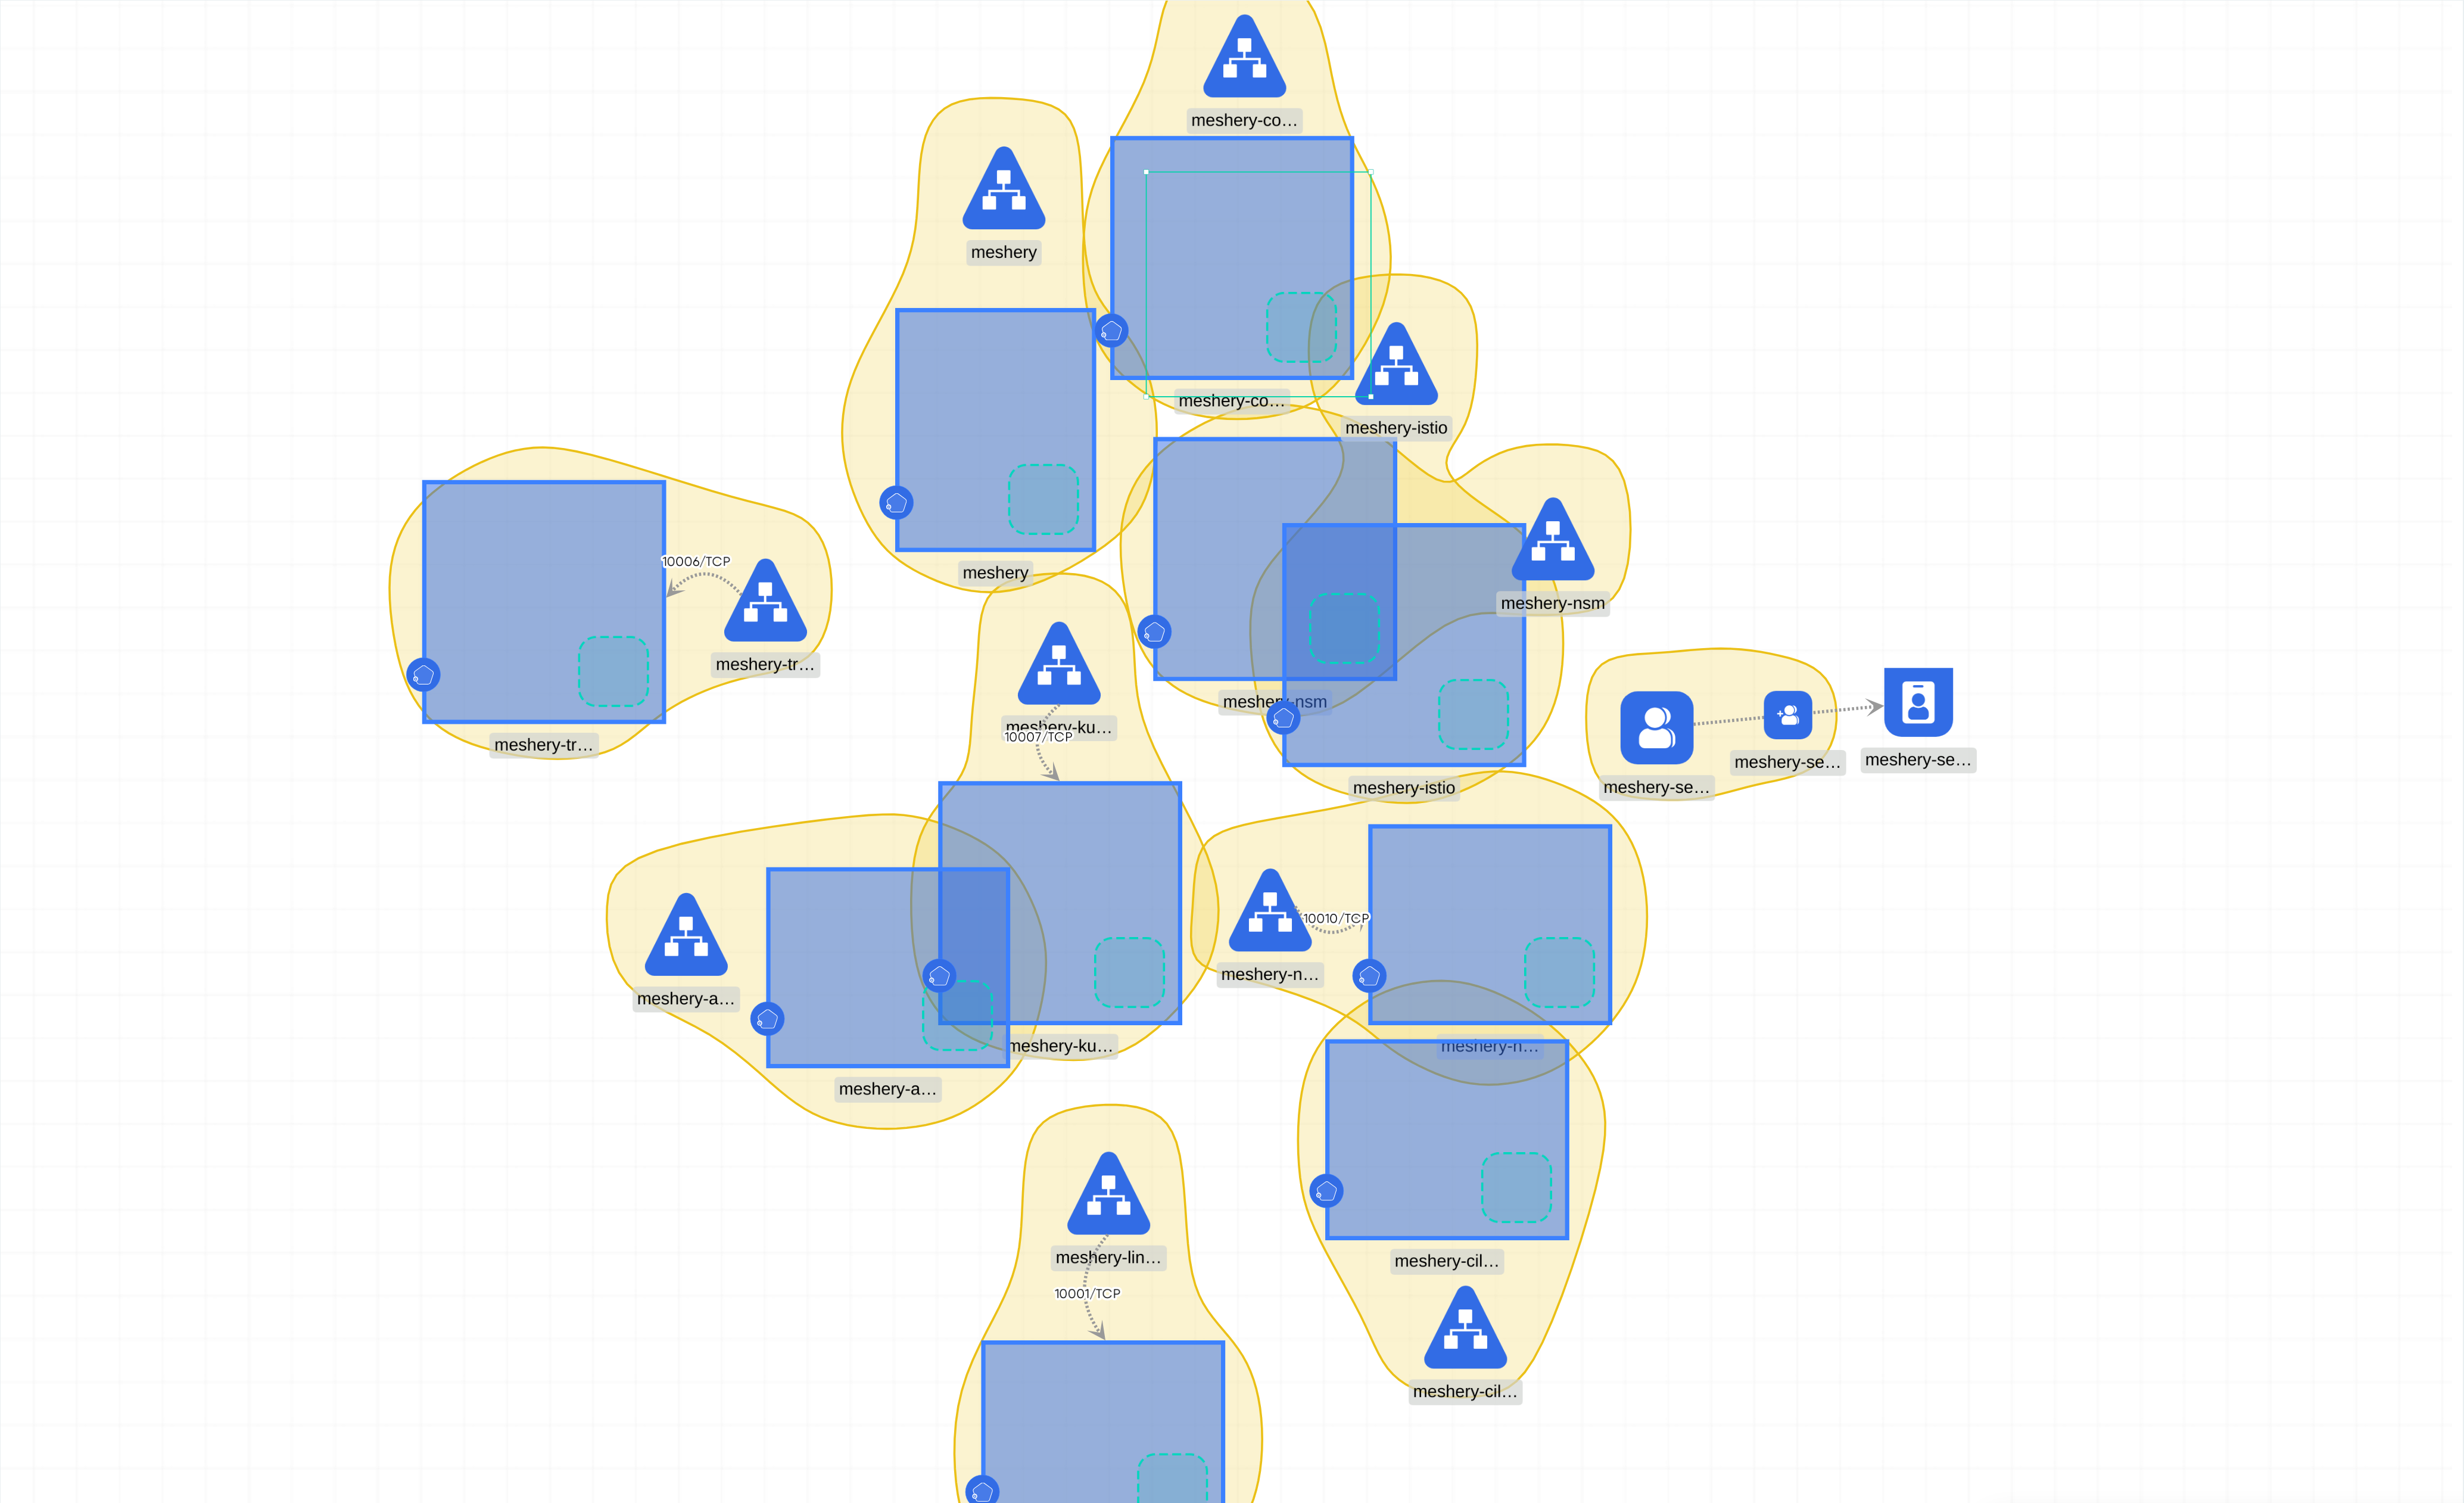 meshery-co…
meshery
meshery-co…
meshery-istio
meshery
10006/TCP
meshery-nsm
meshery-tr…
meshery-tr…
meshery-ku…
10007/TCP
meshery-nsm
meshery-istio
meshery-se…
meshery-se…
meshery-se…
10010/TCP
meshery-n…
meshery-a…
meshery-ku…
meshery-n…
meshery-a…
meshery-lin…
10001/TCP
meshery-cil…
meshery-cil…